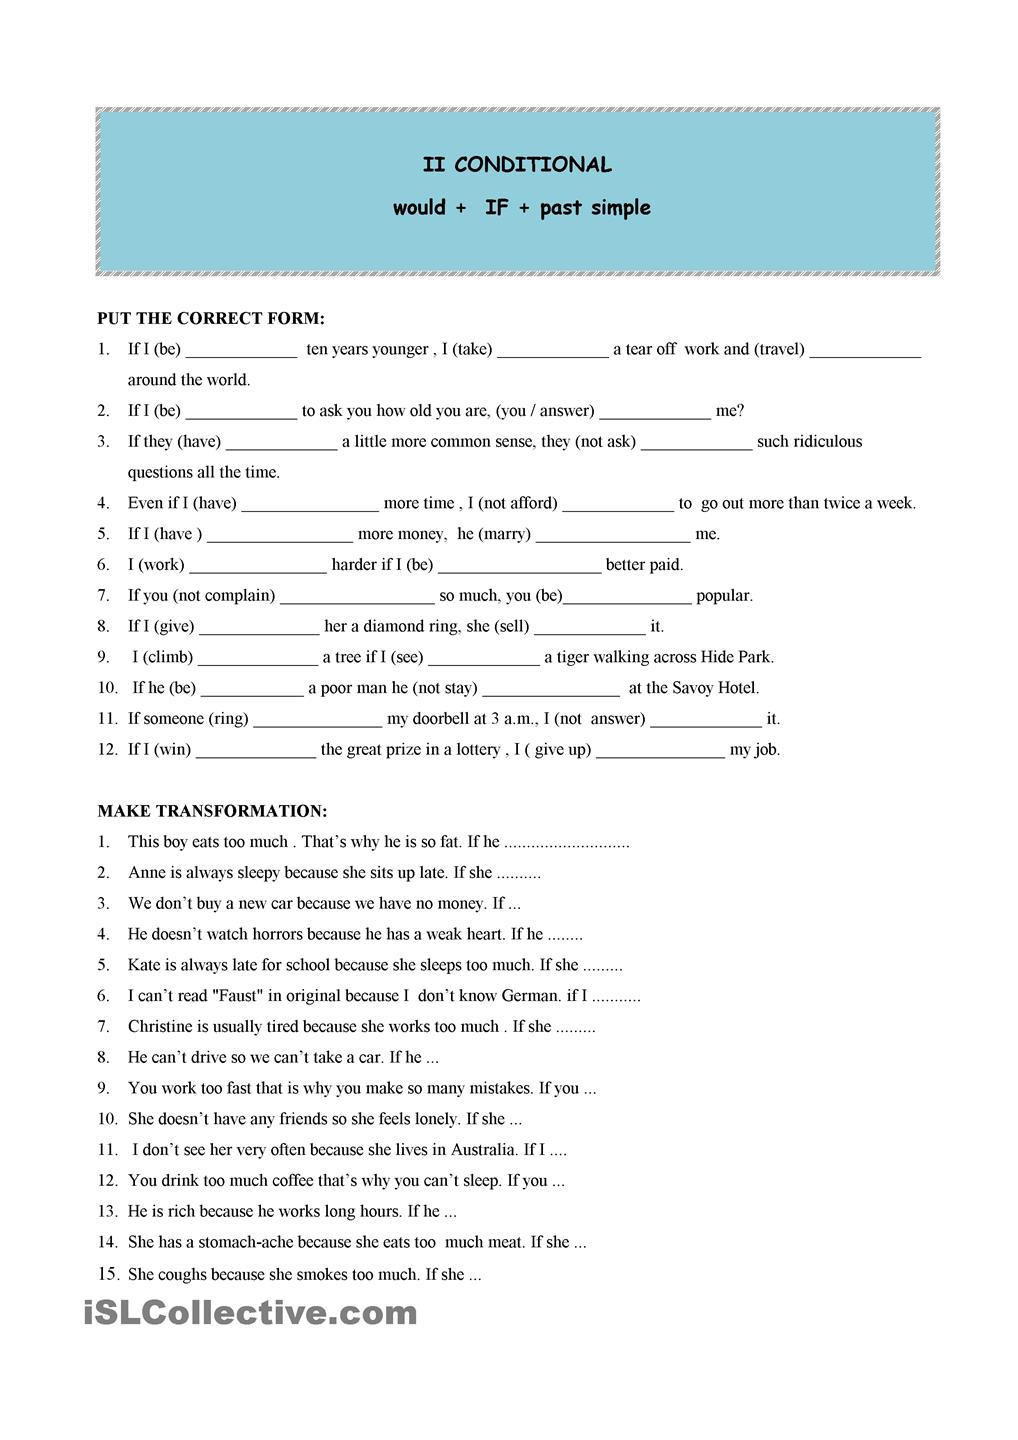 II CONDITIONAL
would + IF + past simple
PUT THE CORRECT FORM:
1. If I (be) _____________ ten years younger , I (take) _____________ a tear off work and (travel) _____________
around the world.
2. If I (be) _____________ to ask you how old you are, (you / answer) _____________ me?
3. If they (have) _____________ a little more common sense, they (not ask) _____________ such ridiculous
questions all the time.
4. Even if I (have) ________________ more time , I (not afford) _____________ to go out more than twice a week.
5. If I (have ) _________________ more money, he (marry) __________________ me.
6. I (work) ________________ harder if I (be) ___________________ better paid.
7. If you (not complain) __________________ so much, you (be)_______________ popular.
8. If I (give) ______________ her a diamond ring, she (sell) _____________ it.
9. I (climb) ______________ a tree if I (see) _____________ a tiger walking across Hide Park.
10. If he (be) ____________ a poor man he (not stay) ________________ at the Savoy Hotel.
11. If someone (ring) _______________ my doorbell at 3 a.m., I (not answer) _____________ it.
12. If I (win) ______________ the great prize in a lottery , I ( give up) _______________ my job.
MAKE TRANSFORMATION:
1. This boy eats too much . That’s why he is so fat. If he ...........................
2. Anne is always sleepy because she sits up late. If she ..........
3. We don’t buy a new car because we have no money. If ...
4. He doesn’t watch horrors because he has a weak heart. If he ........
5. Kate is always late for school because she sleeps too much. If she .........
6. I can’t read "Faust" in original because I don’t know German. if I ...........
7. Christine is usually tired because she works too much . If she .........
8. He can’t drive so we can’t take a car. If he ...
9. You work too fast that is why you make so many mistakes. If you ...
10. She doesn’t have any friends so she feels lonely. If she ...
11. I don’t see her very often because she lives in Australia. If I ....
12. You drink too much coffee that’s why you can’t sleep. If you ...
13. He is rich because he works long hours. If he ...
14. She has a stomach-ache because she eats too much meat. If she ...
15. She coughs because she smokes too much. If she ...
iSLCollective.com